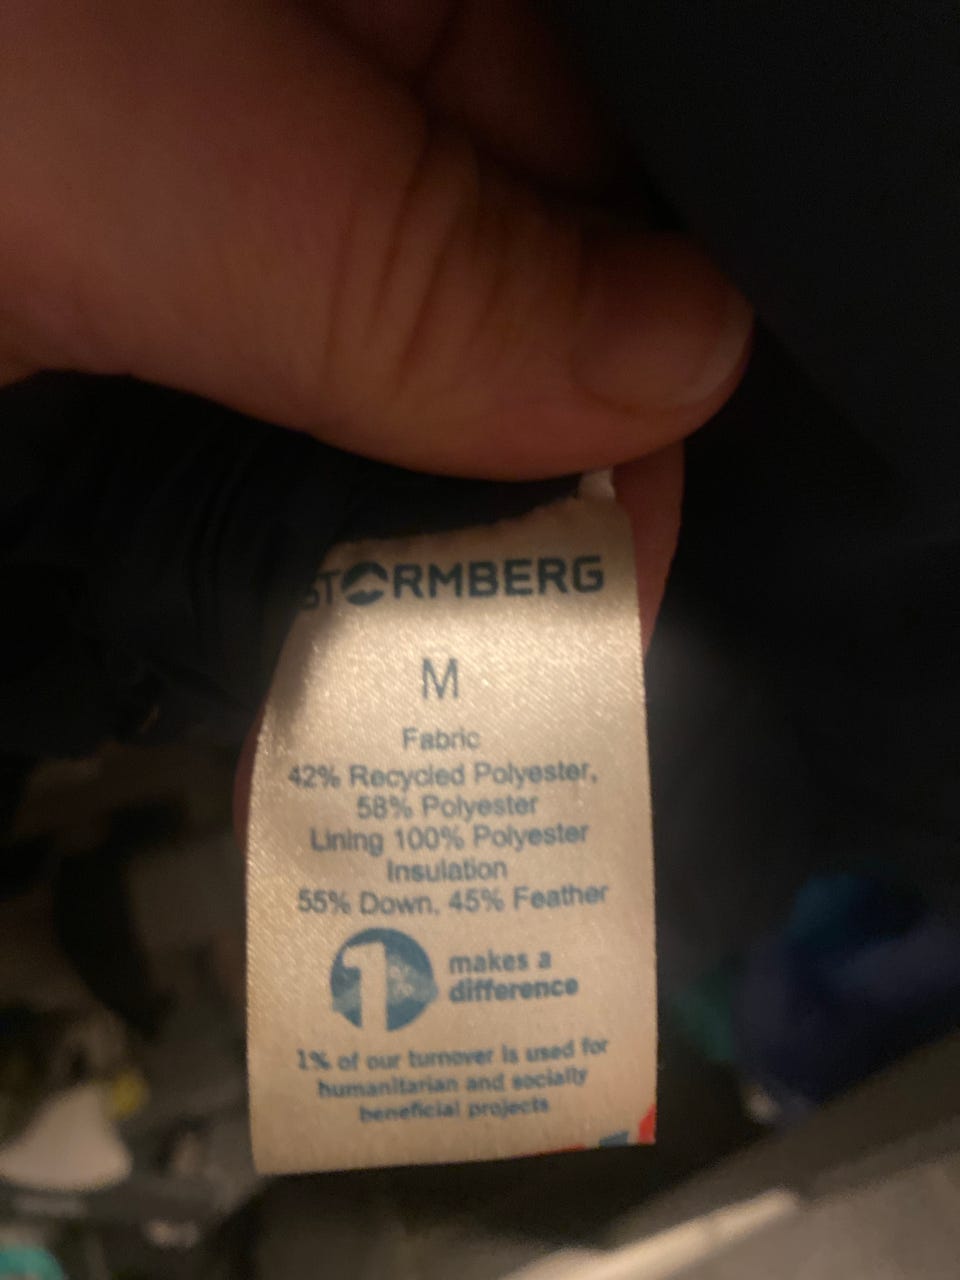 STORMBERG
M
Fabric
42% Recycled Polyester,
58% Polyester
Lining 100% Polyester
Insulation
55% Down, 45% Feather
1 makes a
difference
1% of our turnover is used for
humanitarian and socially
beneficial projects